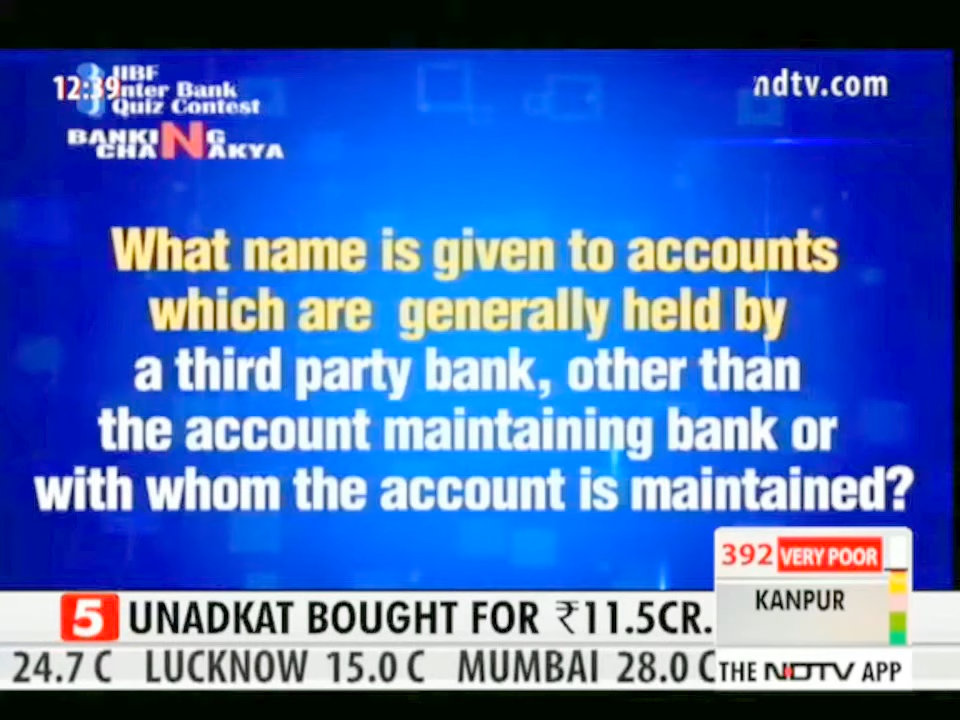 IIBF
12:39 nter Bank
Quiz Contest
BANKING
CHANAKYA
ndtv.com
What name is given to accounts
which are generally held by
a third party bank, other than
the account maintaining bank or
with whom the account is maintained?
392 VERY POOR
KANPUR
5 UNADKAT BOUGHT FOR ₹11.5CR.
24.7 C LUCKNOW 15.0 C MUMBAI 28.0 C
THE NDTV APP